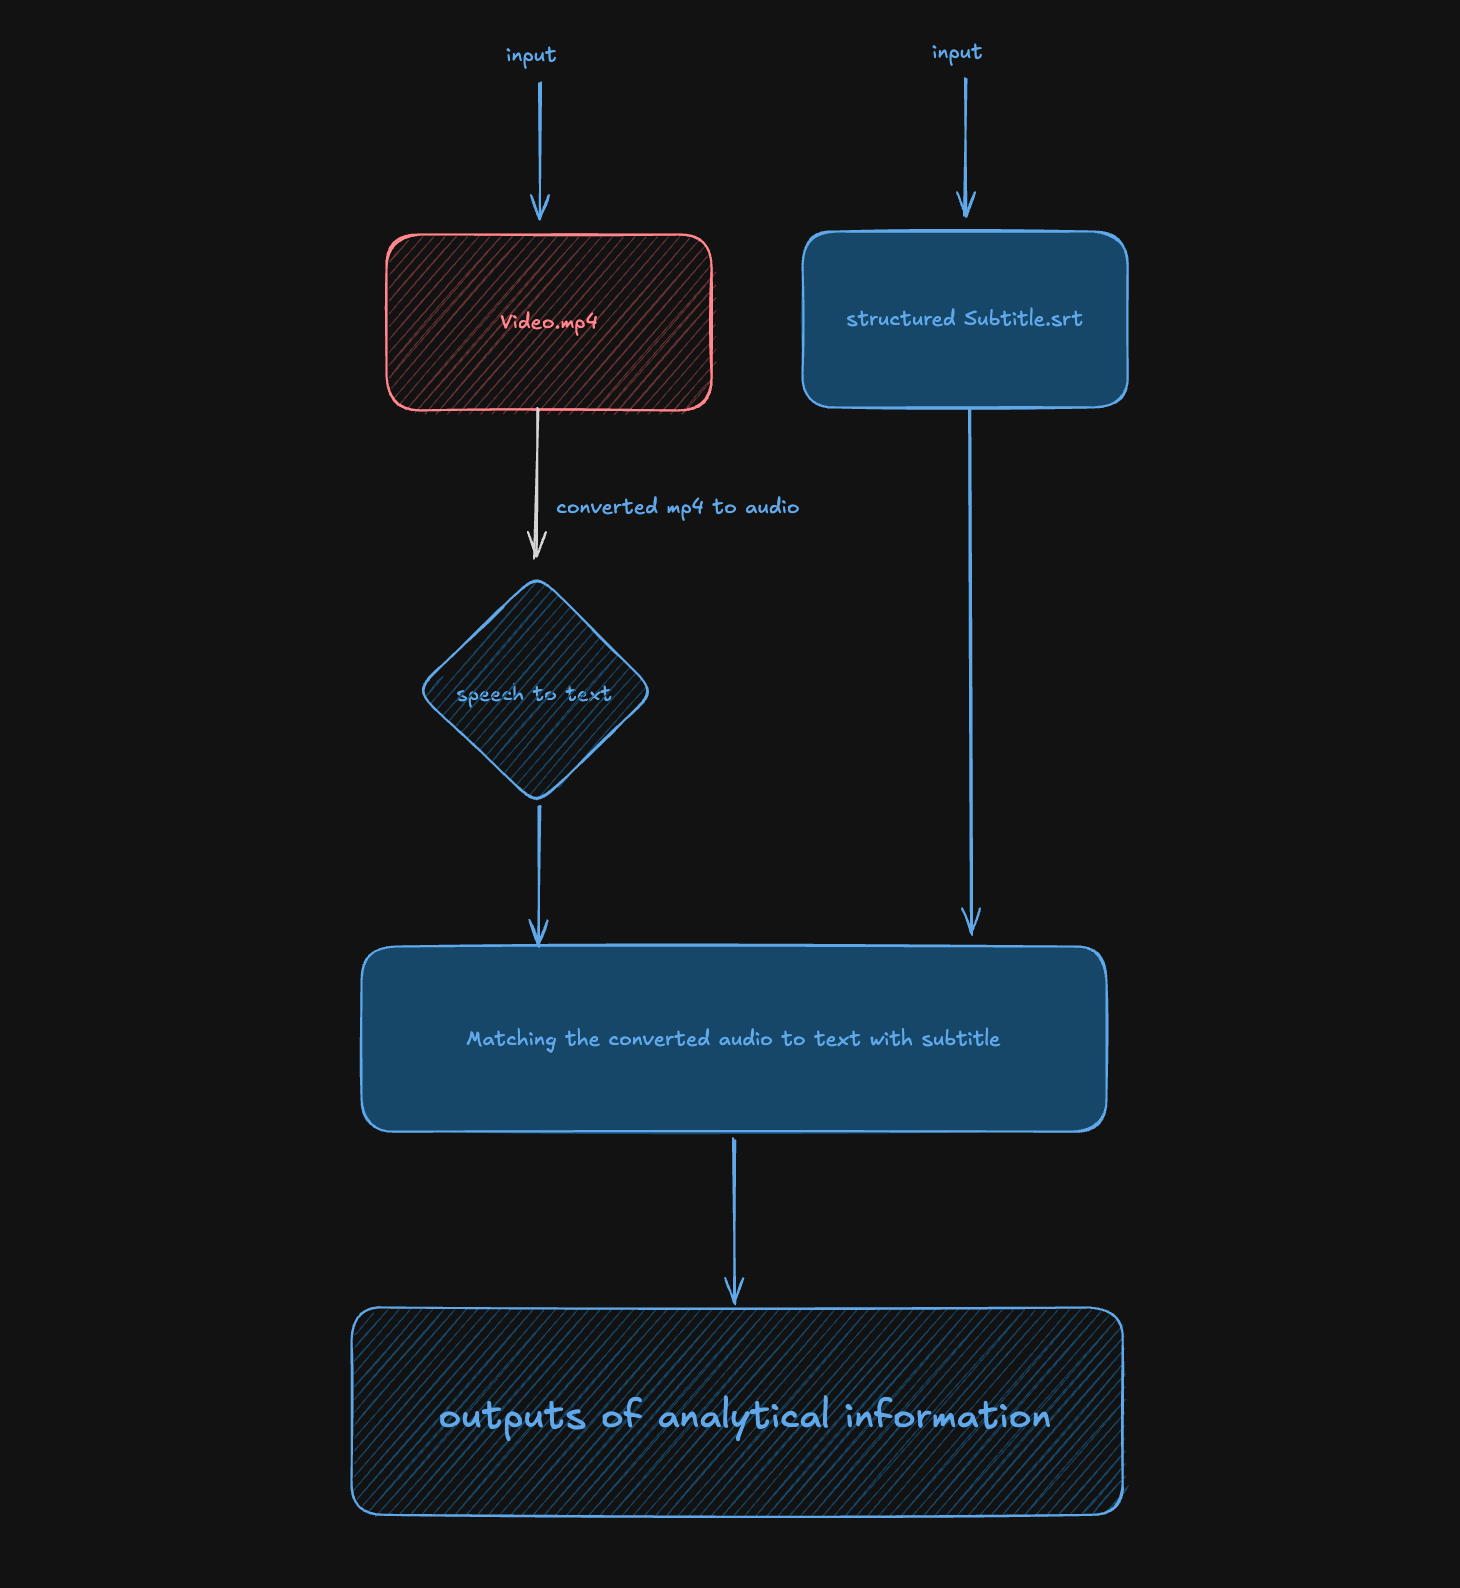 input
input
Video.mp4
structured Subtitle.srt
converted mp4 to audio
speech to text
Matching the converted audio to text with subtitle
outputs of analytical information